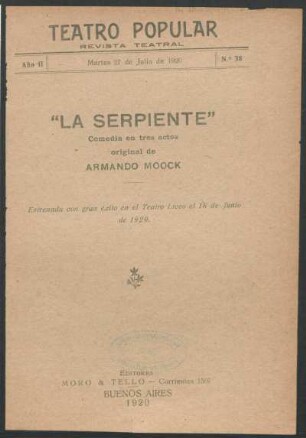 TEATRO POPULAR
REVISTA TEATRAL
Año II Martes 27 de Julio de 1920 N.º
"LA SERPIENTE"
Comedia en tres actos
original de
ARMANDO MOOCK
Estrenada con gran éxito en el Teatro Liceo el de Junio
de 1920.
EDITORES
MORO & TELLO — Corrientes
BUENOS AIRES
1920